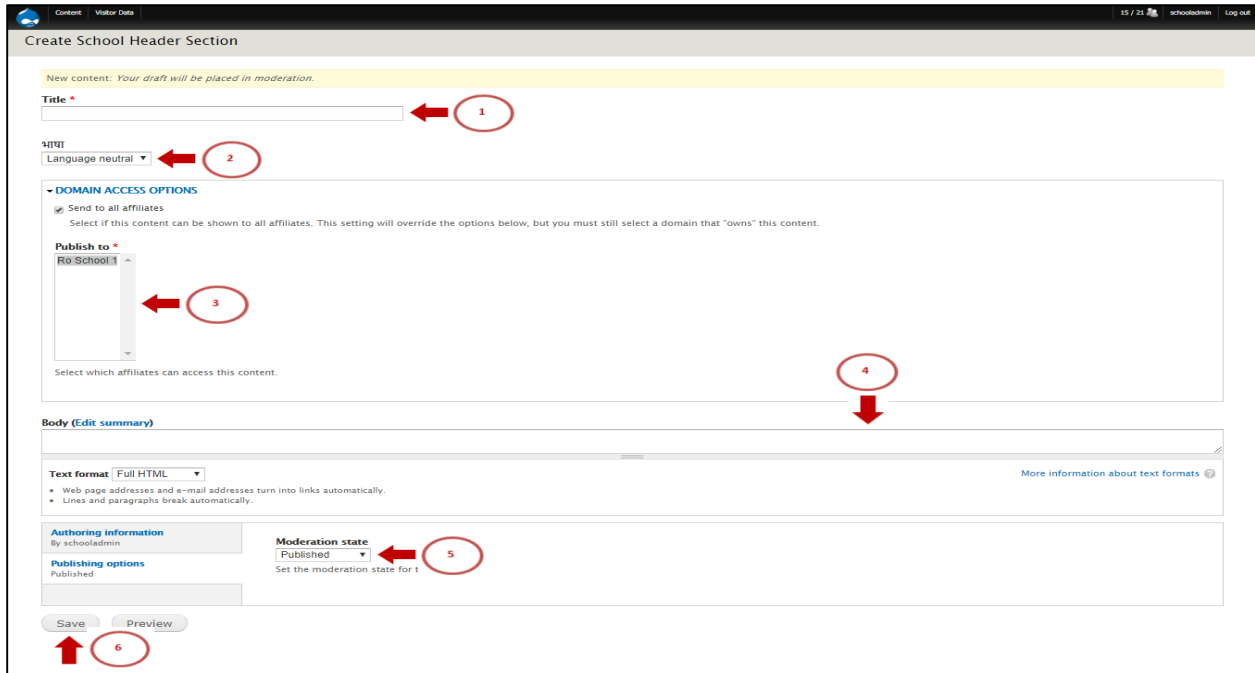 Content Visitor Data 15 / 21 schooladmin Log out
Create School Header Section
New content: Your draft will be placed in moderation.
Title *
1
भाषा
Language neutral
2
DOMAIN ACCESS OPTIONS
Send to all affiliates
Select if this content can be shown to all affiliates. This setting will override the options below, but you must still select a domain that "owns" this content.
Publish to *
Ro School 1
3
Select which affiliates can access this content.
4
Body (Edit summary)
Text format Full HTML More information about text formats ?
• Web page addresses and e-mail addresses turn into links automatically.
• Lines and paragraphs break automatically.
Authoring information
By schooladmin
Publishing options
Published
Moderation state
Published
5
Set the moderation state for t
Save Preview
6